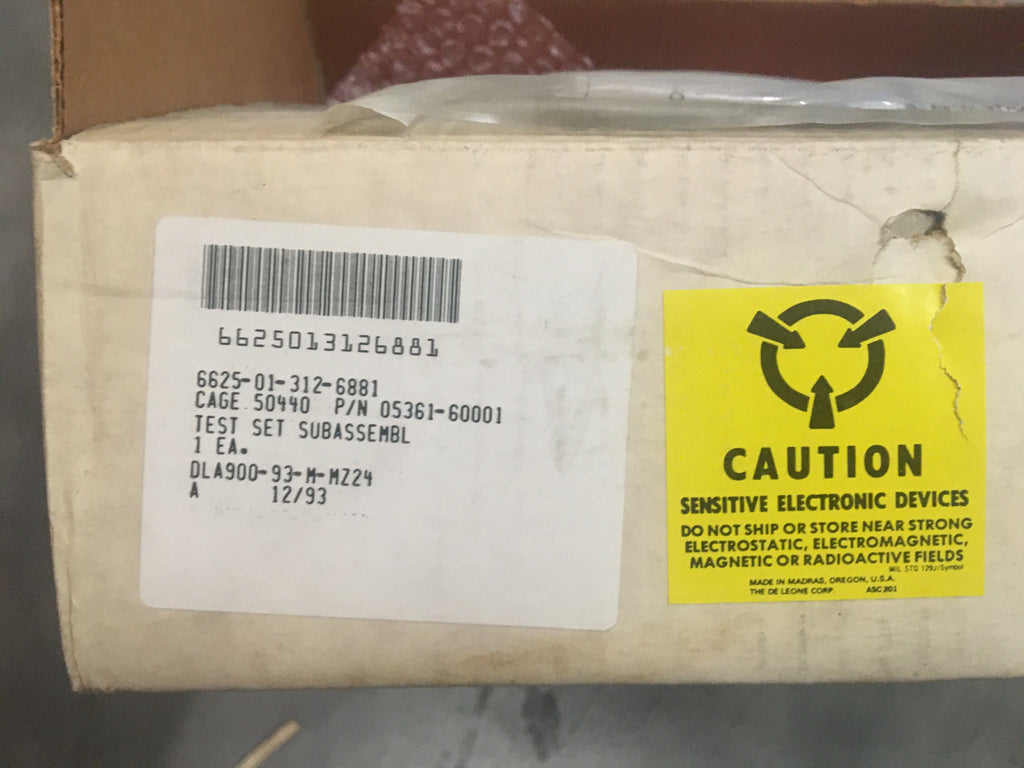 6625013126881
6625-01-312-6881
CAGE 50440 P/N 05361-60001
TEST SET SUBASSEMBL
1 EA.
DLA900-93-M-MZ24
A 12/93
CAUTION
SENSITIVE ELECTRONIC DEVICES
DO NOT SHIP OR STORE NEAR STRONG
ELECTROSTATIC, ELECTROMAGNETIC,
MAGNETIC OR RADIOACTIVE FIELDS
MIL STD 129J/Symbol
MADE IN MADRAS, OREGON, U.S.A.
THE DE LEONE CORP. ASC 201